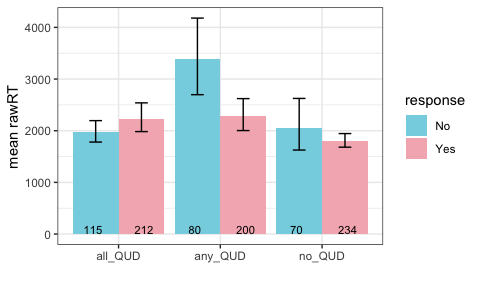 4000
3000
2000
1000
0
mean rawRT
115 212 80 200 70 234
all_QUD any_QUD no_QUD
response
No
Yes